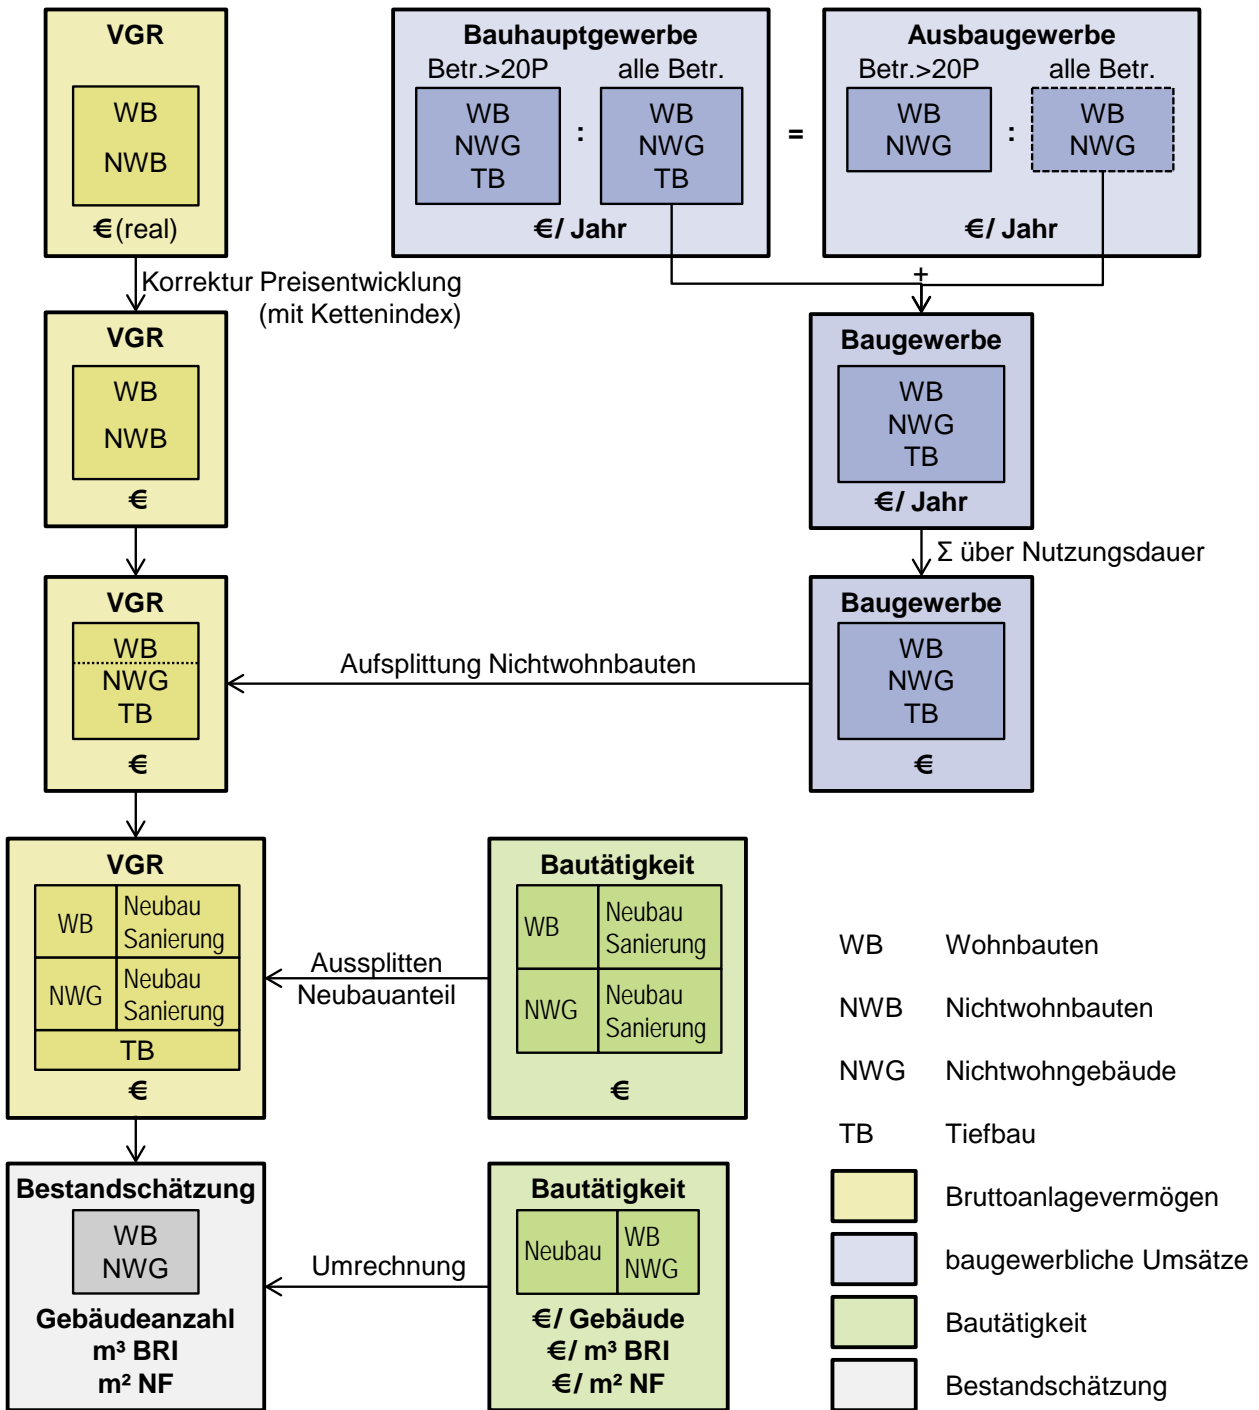 VGR
WB
NWB
€(real)
Bauhauptgewerbe
Betr.>20P
alle Betr.
WB
NWG
TB
:
WB
NWG
TB
€/ Jahr
=
Ausbaugewerbe
Betr.>20P
alle Betr.
WB
NWG
:
WB
NWG
€/ Jahr
Korrektur Preisentwicklung
(mit Kettenindex)
+
VGR
WB
NWB
€
Baugewerbe
WB
NWG
TB
€/ Jahr
Σ über Nutzungsdauer
VGR
WB
NWG
TB
€
Aufsplittung Nichtwohnbauten
Baugewerbe
WB
NWG
TB
€
VGR
WB
Neubau
Sanierung
NWG
Neubau
Sanierung
TB
€
Aussplitten
Neubauanteil
Bautätigkeit
WB
Neubau
Sanierung
NWG
Neubau
Sanierung
€
Bestandschätzung
WB
NWG
Gebäudeanzahl
m³ BRI
m² NF
Umrechnung
Bautätigkeit
Neubau
WB
NWG
€/ Gebäude
€/ m³ BRI
€/ m² NF
WB Wohnbauten
NWB Nichtwohnbauten
NWG Nichtwohngebäude
TB Tiefbau
Bruttoanlagevermögen
baugewerbliche Umsätze
Bautätigkeit
Bestandschätzung